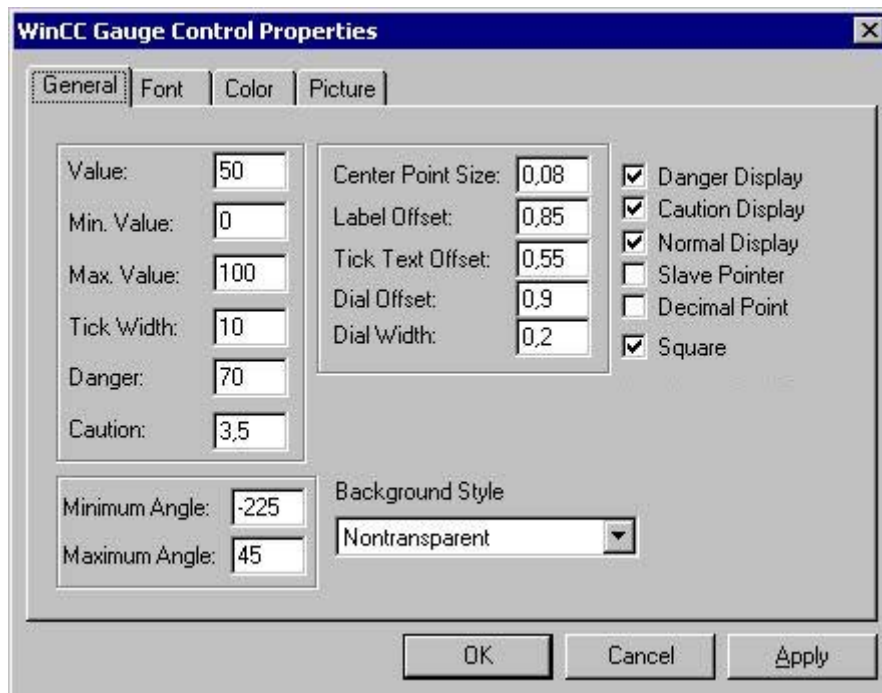 WinCC Gauge Control Properties
General Font Color Picture
Value: 50
Min. Value: 0
Max. Value: 100
Tick Width: 10
Danger: 70
Caution: 3,5
Center Point Size: 0,08
Label Offset: 0,85
Tick Text Offset: 0,55
Dial Offset: 0,9
Dial Width: 0,2
Danger Display
Caution Display
Normal Display
Slave Pointer
Decimal Point
Square
Minimum Angle: -225
Maximum Angle: 45
Background Style
Nontransparent
OK Cancel Apply